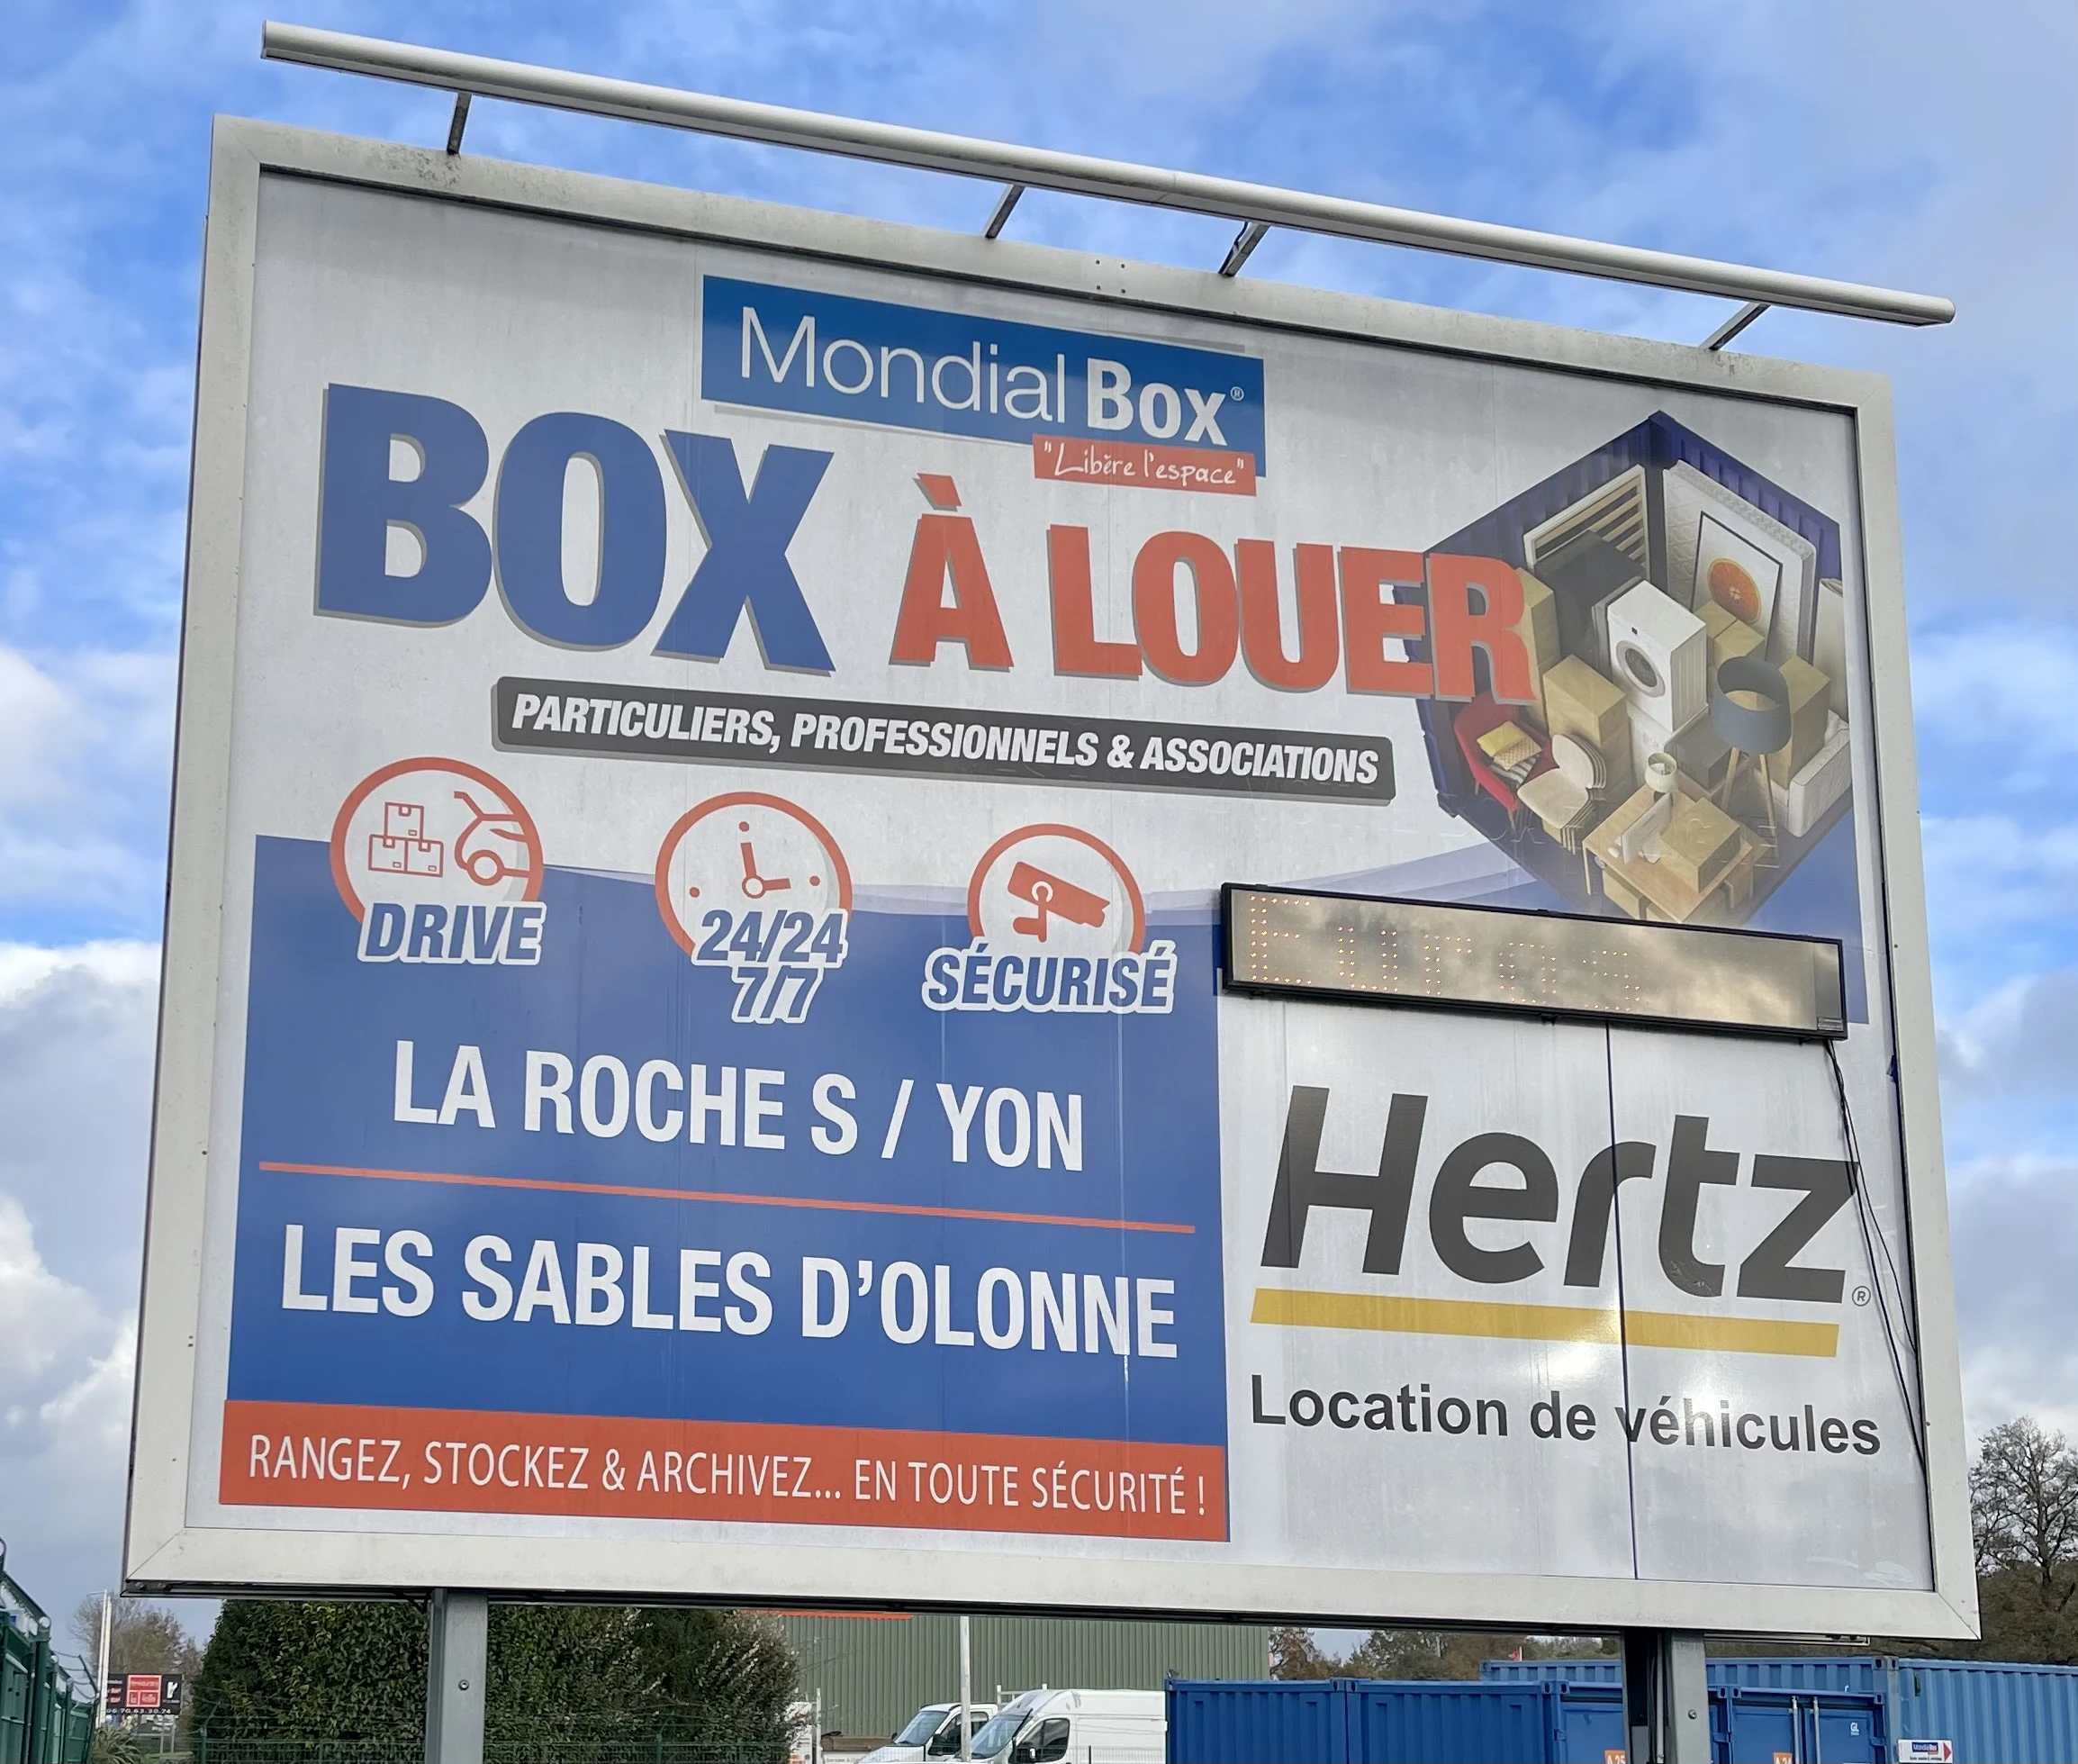 Mondial Box®
"Libère l'espace"
BOX À LOUER
PARTICULIERS, PROFESSIONNELS & ASSOCIATIONS
DRIVE
24/24
7/7
SÉCURISÉ
LA ROCHE S / YON
LES SABLES D'OLONNE
RANGEZ, STOCKEZ & ARCHIVEZ... EN TOUTE SÉCURITÉ !
Hertz®
Location de véhicules